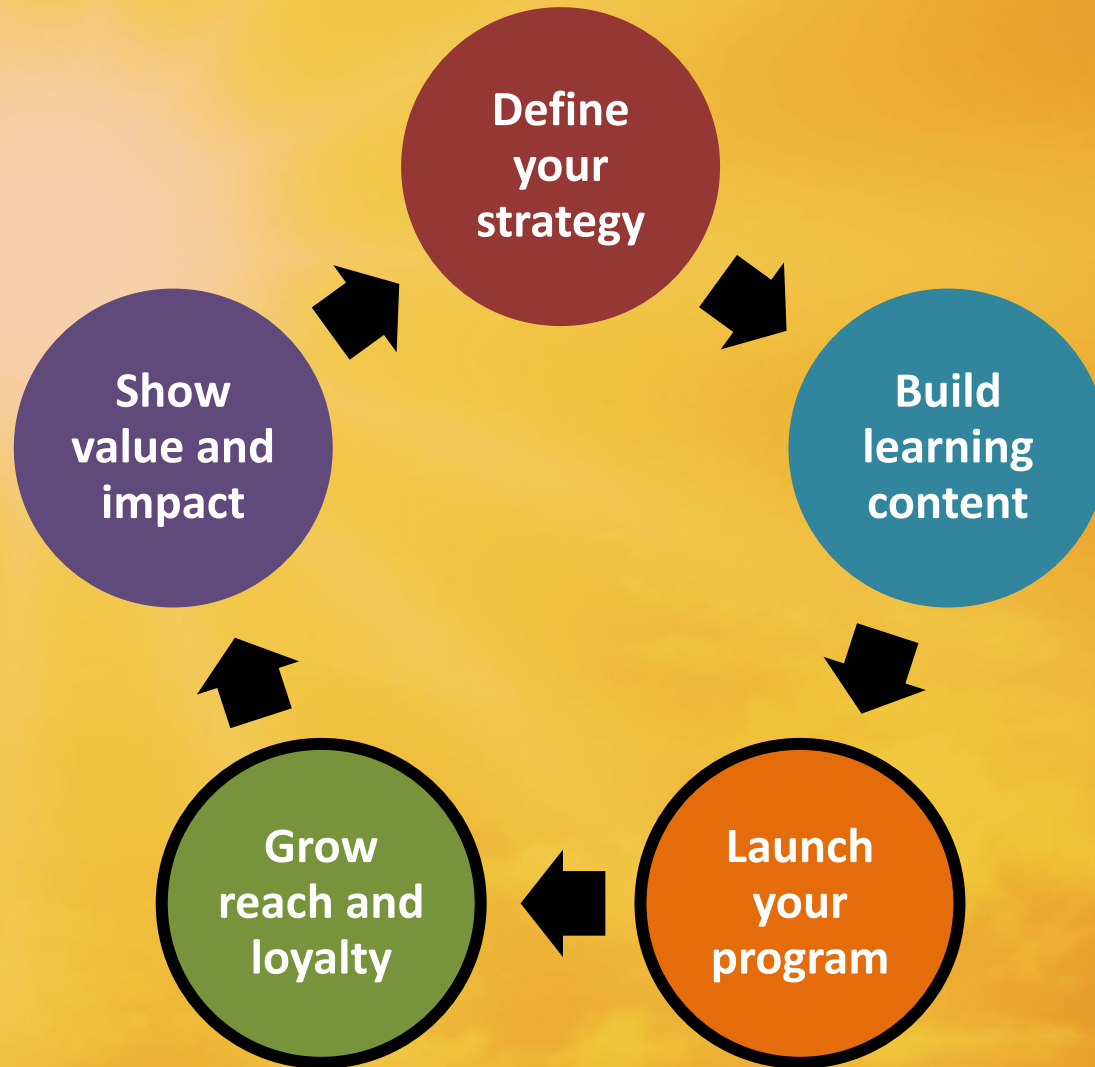 Define
your
strategy
Build
learning
content
Launch
your
program
Grow
reach and
loyalty
Show
value and
impact